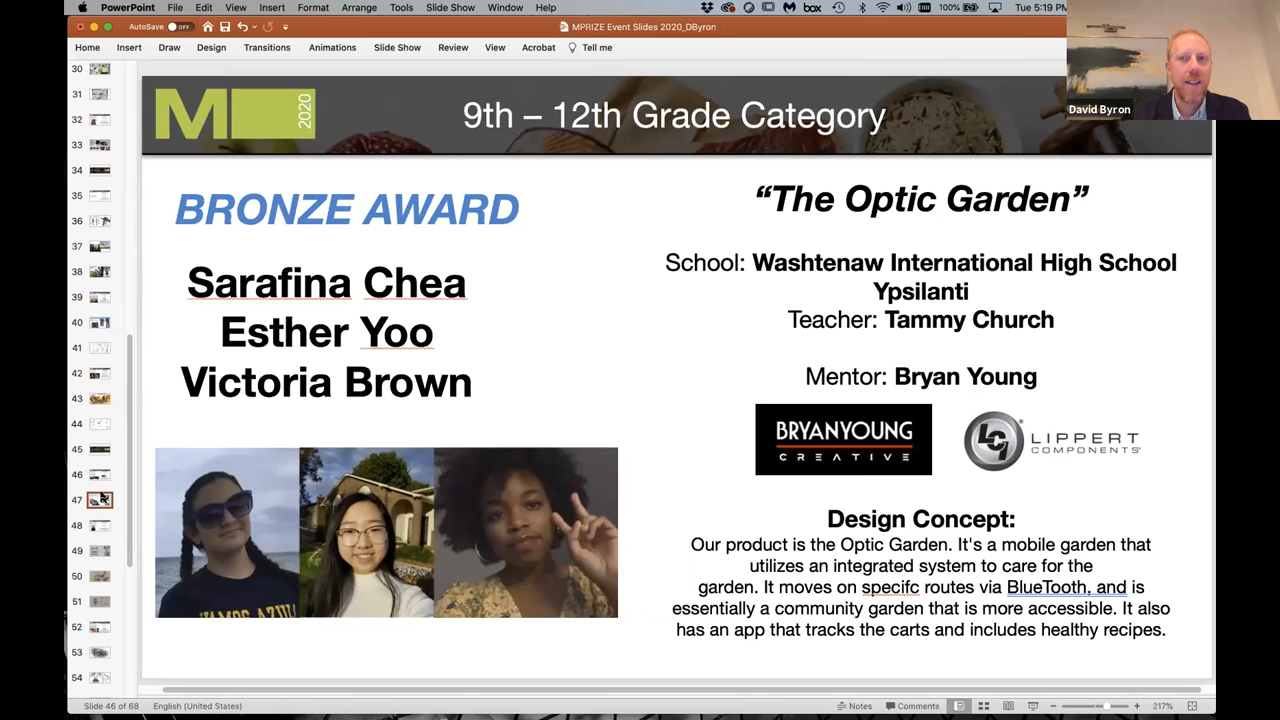 PowerPoint File Edit View Insert Format Arrange Tools Slide Show Window Help box 100% Tue 5:19 PM
AutoSave OFF MPRIZE Event Slides 2020_DByron
Home Insert Draw Design Transitions Animations Slide Show Review View Acrobat Tell me
David Byron
M 2020
9th – 12th Grade Category
BRONZE AWARD
Sarafina Chea
Esther Yoo
Victoria Brown
VAMOS AZUL
“The Optic Garden”
School: Washtenaw International High School
Ypsilanti
Teacher: Tammy Church
Mentor: Bryan Young
BRYANYOUNG
CREATIVE
LIPPERT
COMPONENTS
Design Concept:
Our product is the Optic Garden. It's a mobile garden that
utilizes an integrated system to care for the
garden. It moves on specifc routes via BlueTooth, and is
essentially a community garden that is more accessible. It also
has an app that tracks the carts and includes healthy recipes.
30
31
32
33
34
35
36
37
38
39
40
41
42
43
44
45
46
47
48
49
50
51
52
53
54
Slide 46 of 68 English (United States) Notes Comments 217%